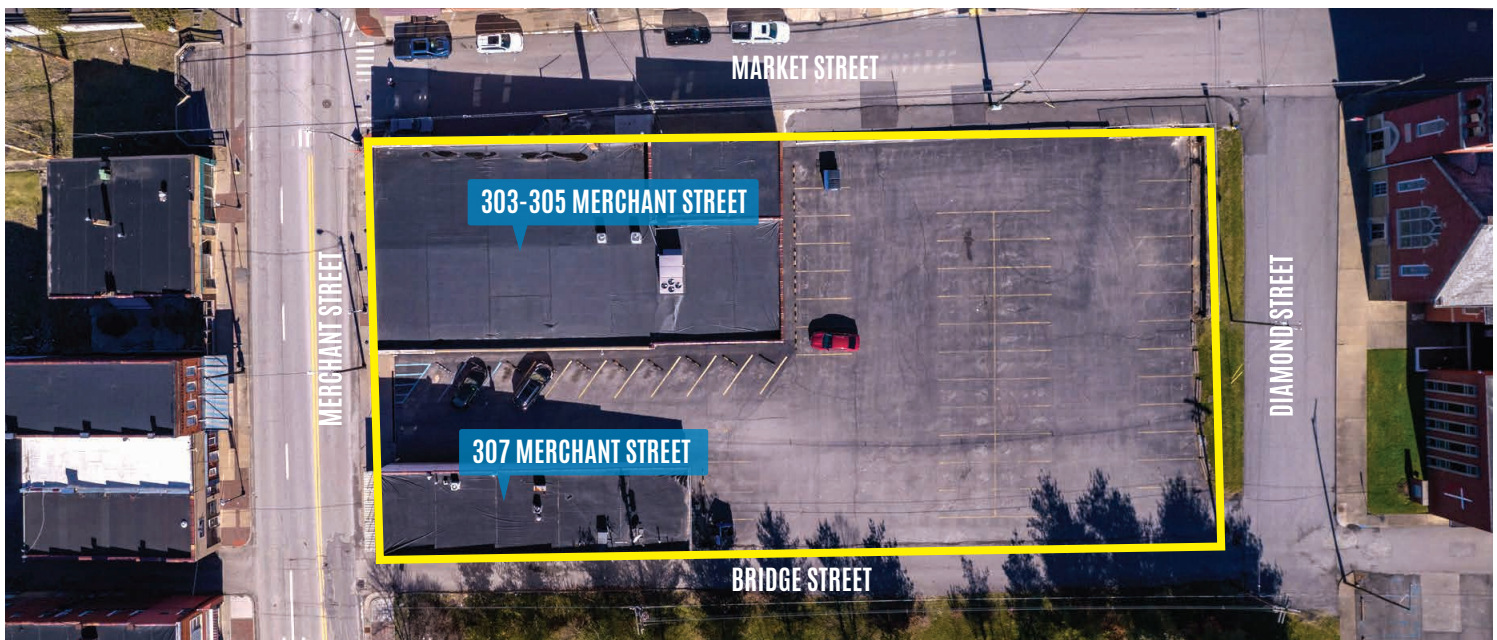 MARKET STREET
303-305 MERCHANT STREET
MERCHANT STREET
DIAMOND STREET
307 MERCHANT STREET
BRIDGE STREET